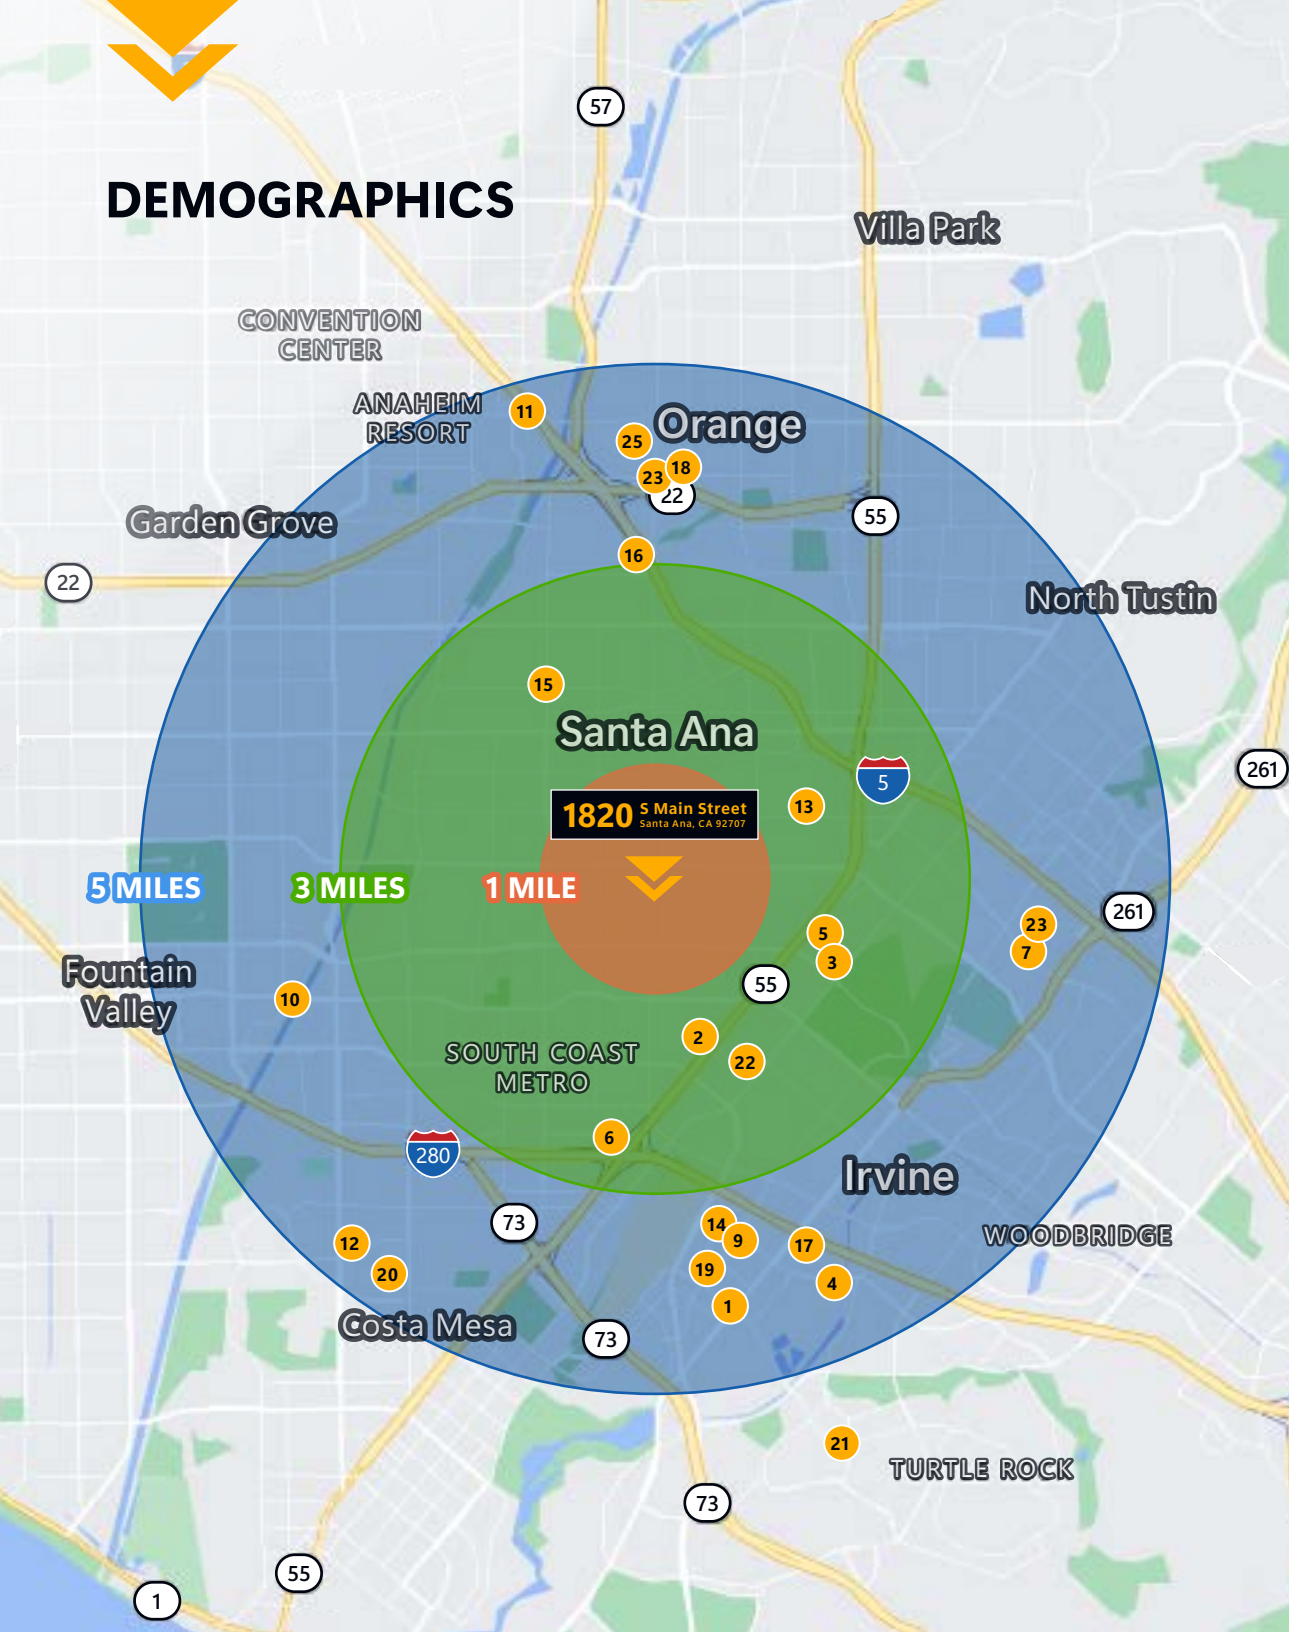 57
DEMOGRAPHICS
Villa Park
CONVENTION
CENTER
ANAHEIM
RESORT
11
25
Orange
18
23
22
55
Garden Grove
16
22
North Tustin
15
Santa Ana
261
5
13
1820 S Main Street
Santa Ana, CA 92707
5 MILES
3 MILES
1 MILE
261
23
5
7
3
Fountain
Valley
55
10
2
SOUTH COAST
METRO
22
6
280
Irvine
73
14
WOODBRIDGE
12
9
17
19
20
4
1
Costa Mesa
73
21
TURTLE ROCK
73
55
1